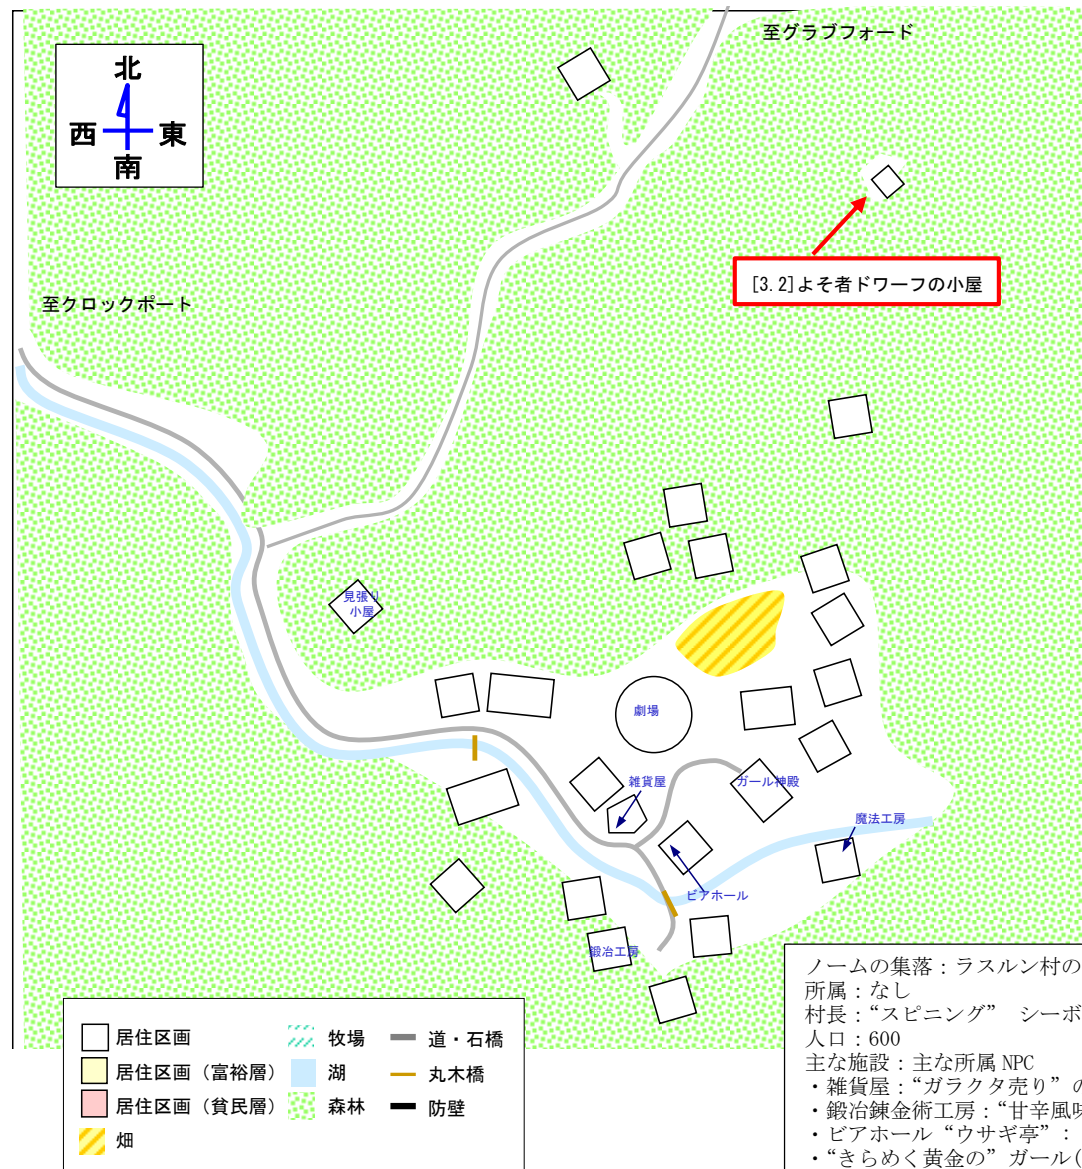 至グラブフォード
北
西 東
南
[3.2]よそ者ドワーフの小屋
至クロックポート
見張り
小屋
劇場
雑貨屋
ガール神殿
魔法工房
ビアホール
鍛冶工房
居住区画
居住区画（富裕層）
居住区画（貧民層）
畑
牧場
湖
森林
道・石橋
丸木橋
防壁
ノームの集落：ラスルン村の
所属：なし
村長：“スピニング” シーボ
人口：600
主な施設：主な所属 NPC
・雑貨屋：“ガラクタ売り”の
・鍛冶錬金術工房：“甘辛風味
・ビアホール“ウサギ亭”：
・“きらめく黄金の”ガール(